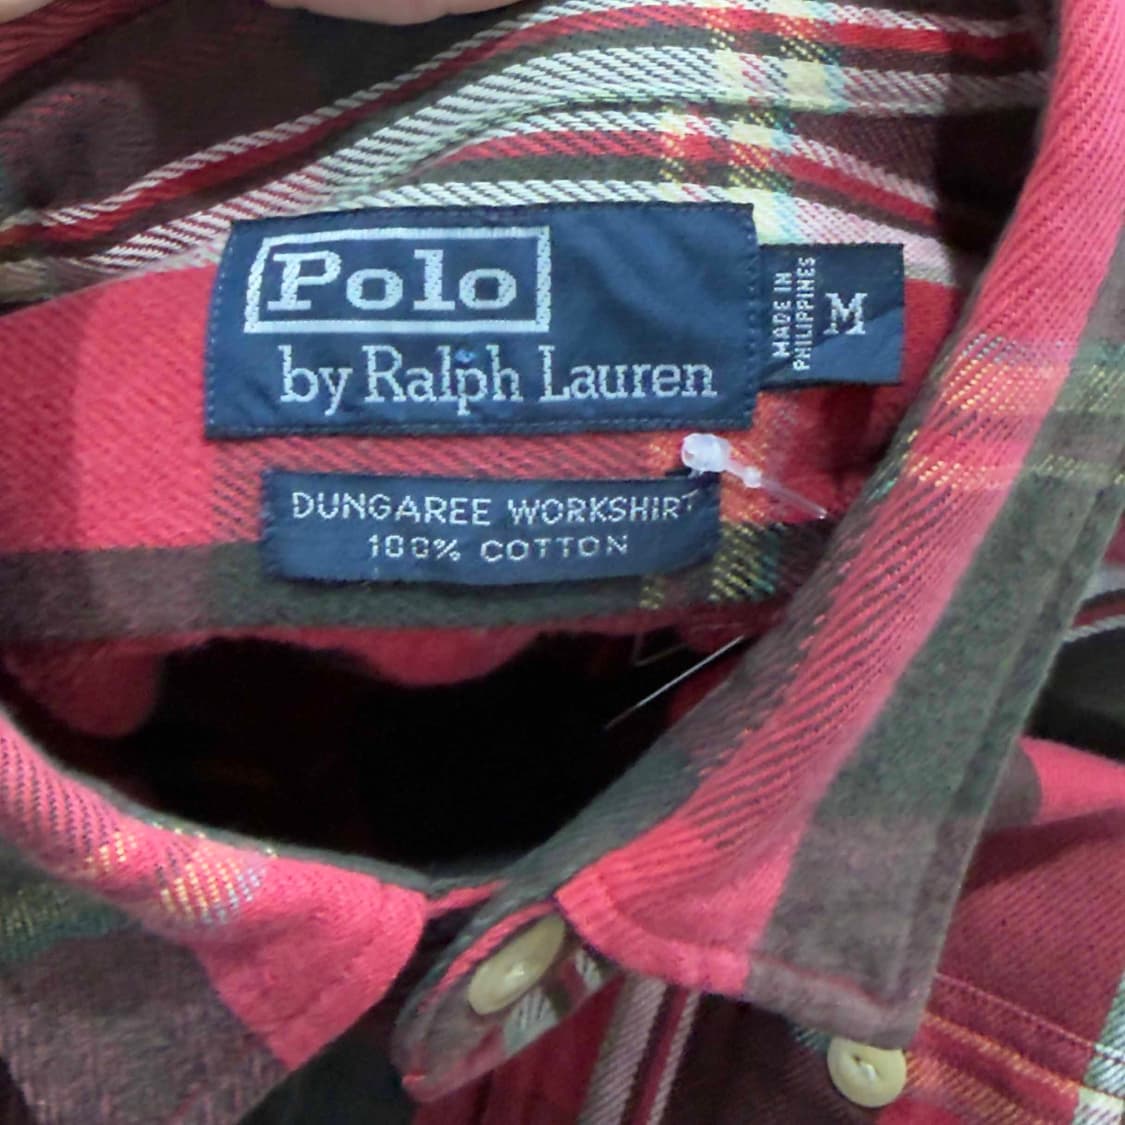 Polo
by Ralph Lauren
MADE IN
PHILIPPINES
M
DUNGAREE WORKSHIRT
100% COTTON